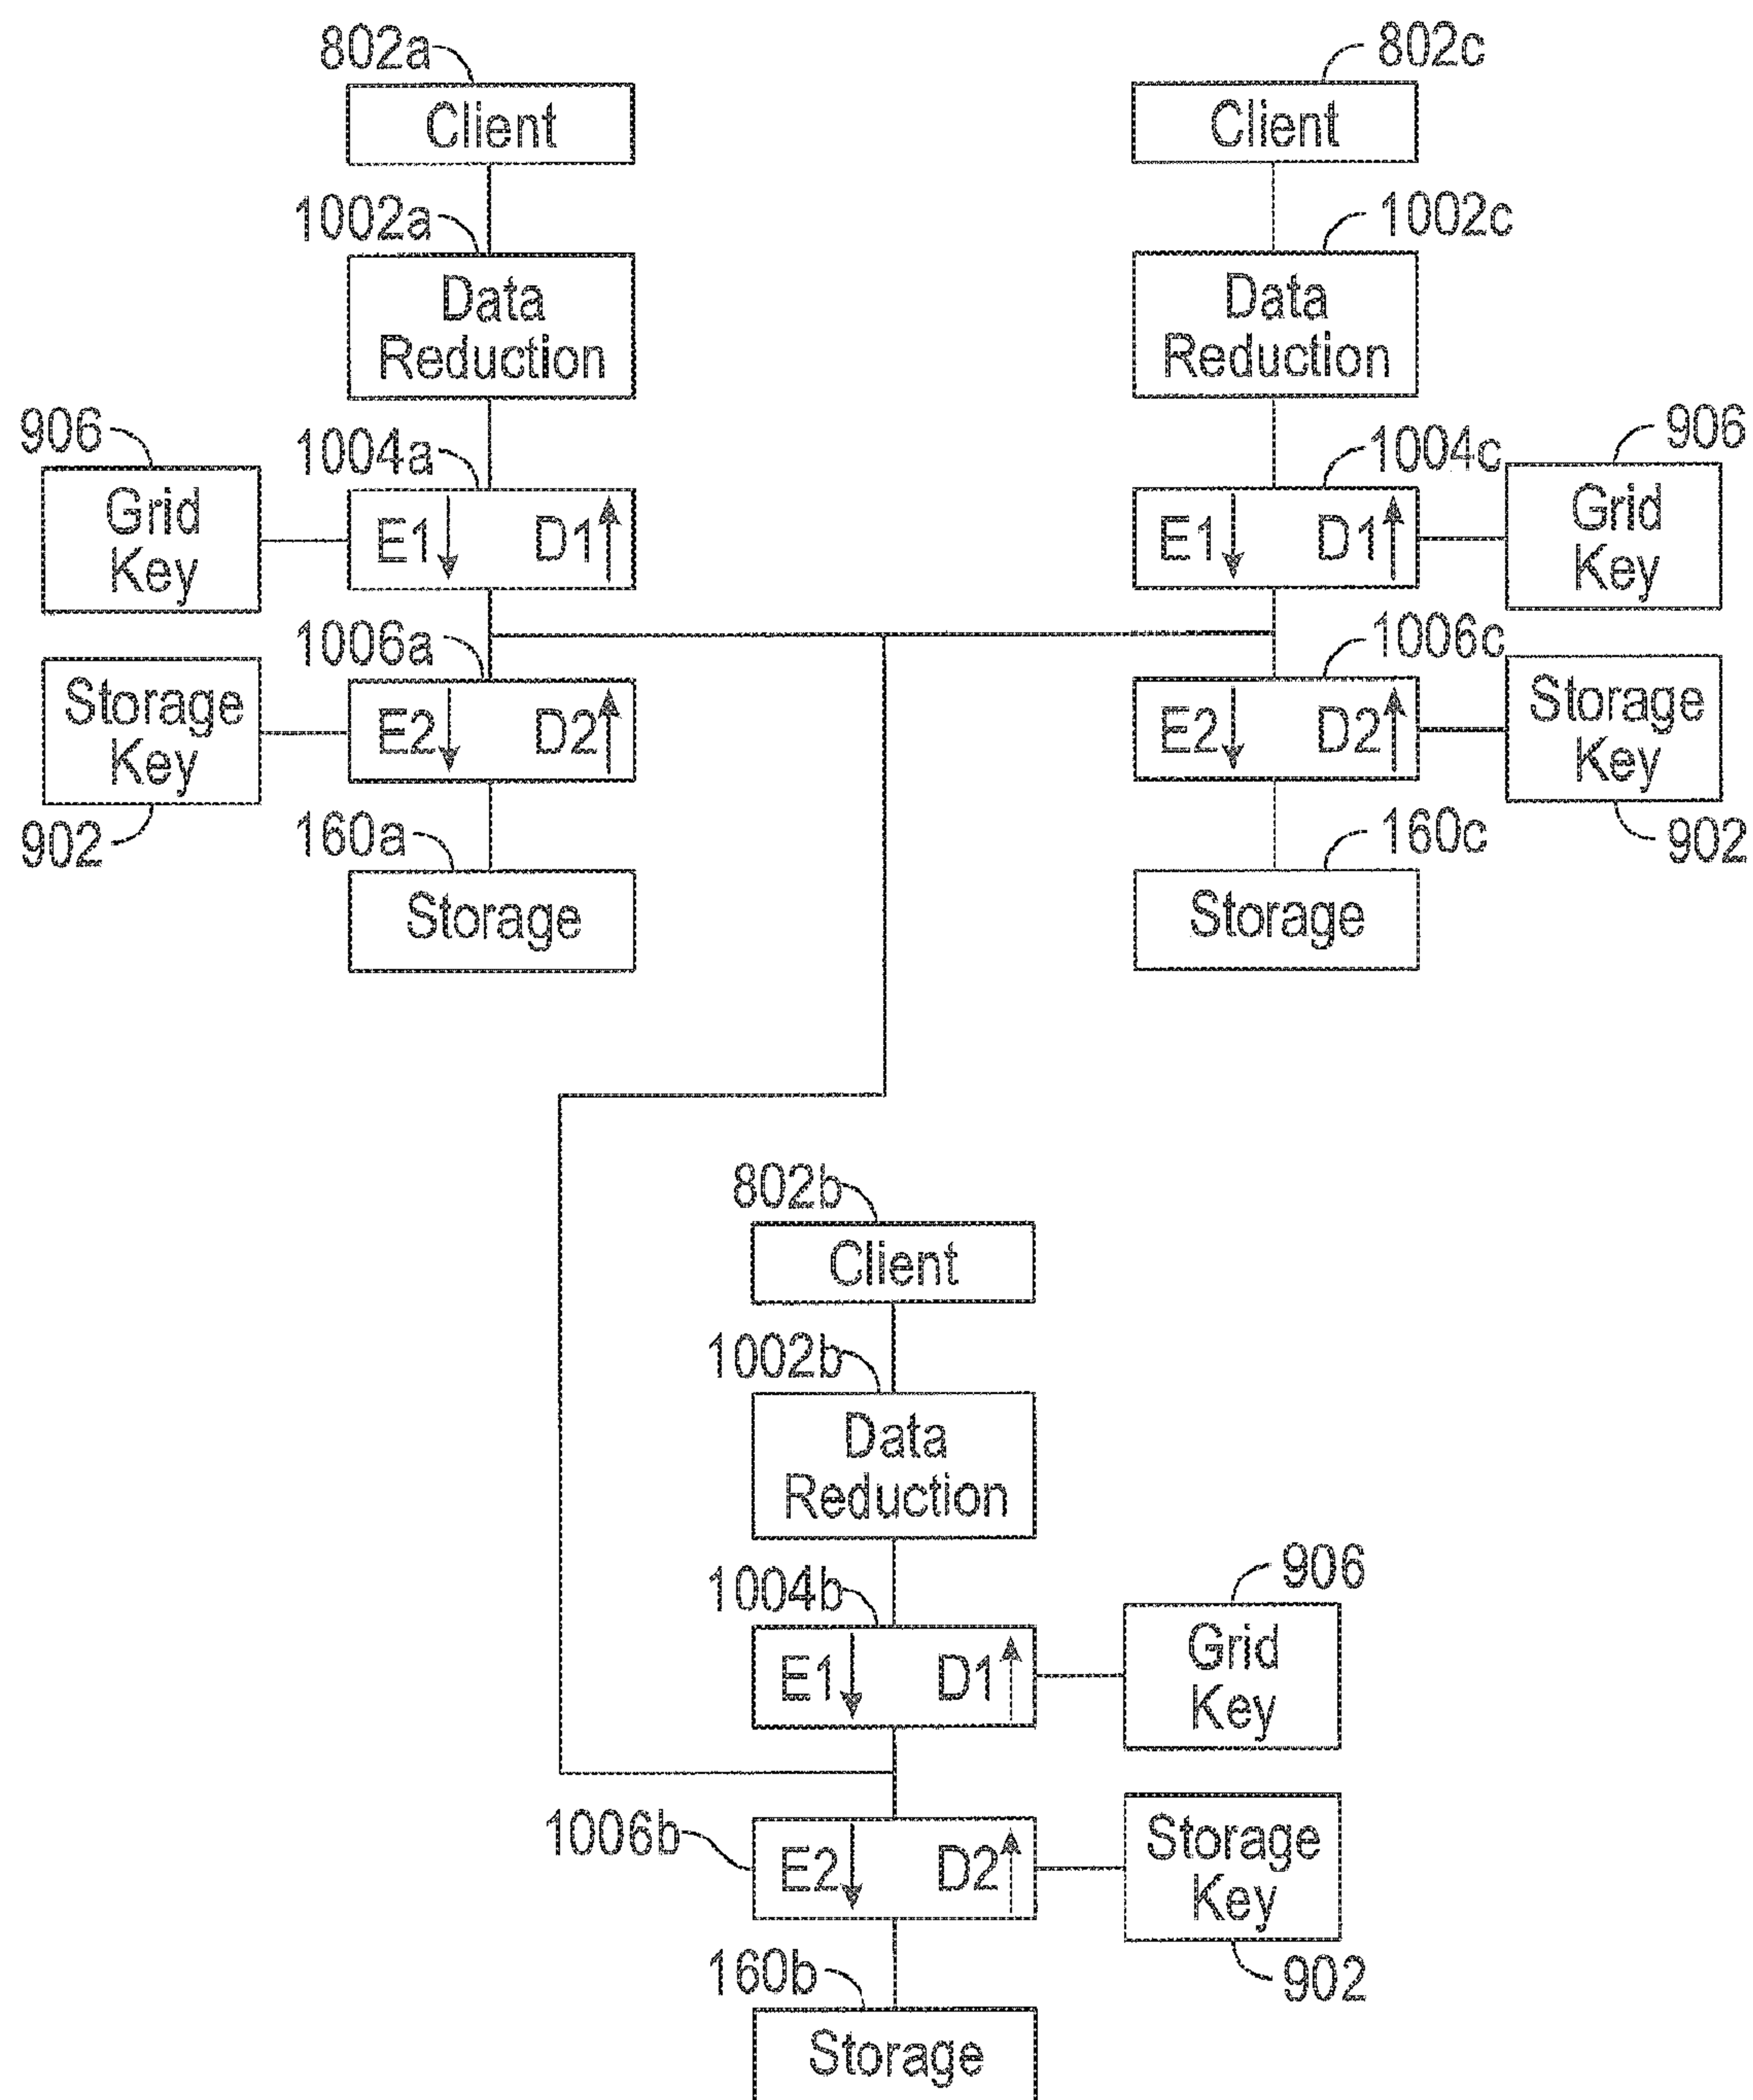 802a
802c
Client
Client
1002a
1002c
Data
Reduction
Data
Reduction
906
1004a
1004c
906
Grid
Key
E1 D1
E1 D1
Grid
Key
1006a
1006c
Storage
Key
E2 D2
E2 D2
Storage
Key
902
160a
160c
902
Storage
Storage
802b
Client
1002b
Data
Reduction
906
1004b
E1 D1
Grid
Key
1006b
E2 D2
Storage
Key
160b
902
Storage